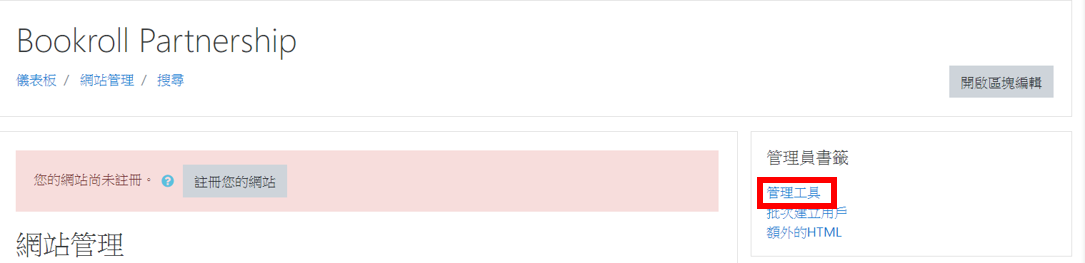 Bookroll Partnership
儀表板 / 網站管理 / 搜尋
開啟區塊編輯
您的網站尚未註冊。
註冊您的網站
網站管理
管理員書籤
管理工具
批次建立用戶
額外的HTML